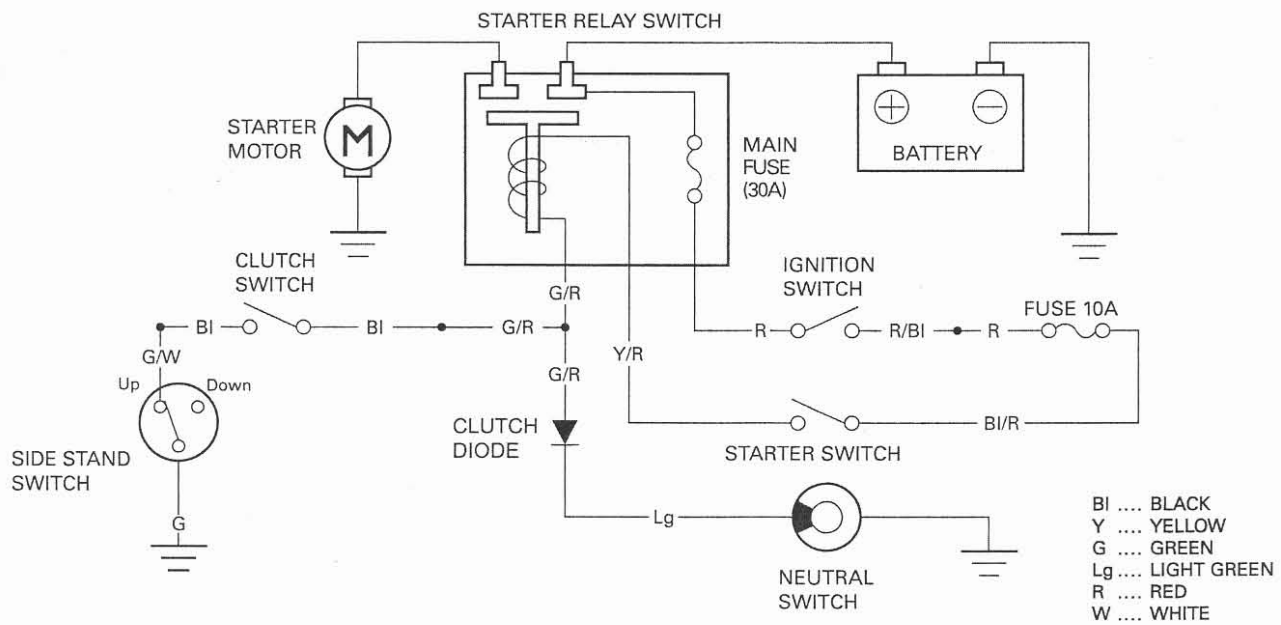 STARTER RELAY SWITCH
STARTER
MOTOR
M
MAIN
FUSE
(30A)
+
−
BATTERY
CLUTCH
SWITCH
IGNITION
SWITCH
FUSE 10A
G/R
Bl
Bl
G/R
R
R/Bl
R
G/W
Y/R
G/R
Up
Down
CLUTCH
DIODE
Bl/R
STARTER SWITCH
SIDE STAND
SWITCH
G
Lg
NEUTRAL
SWITCH
Bl .... BLACK
Y .... YELLOW
G .... GREEN
Lg .... LIGHT GREEN
R .... RED
W .... WHITE